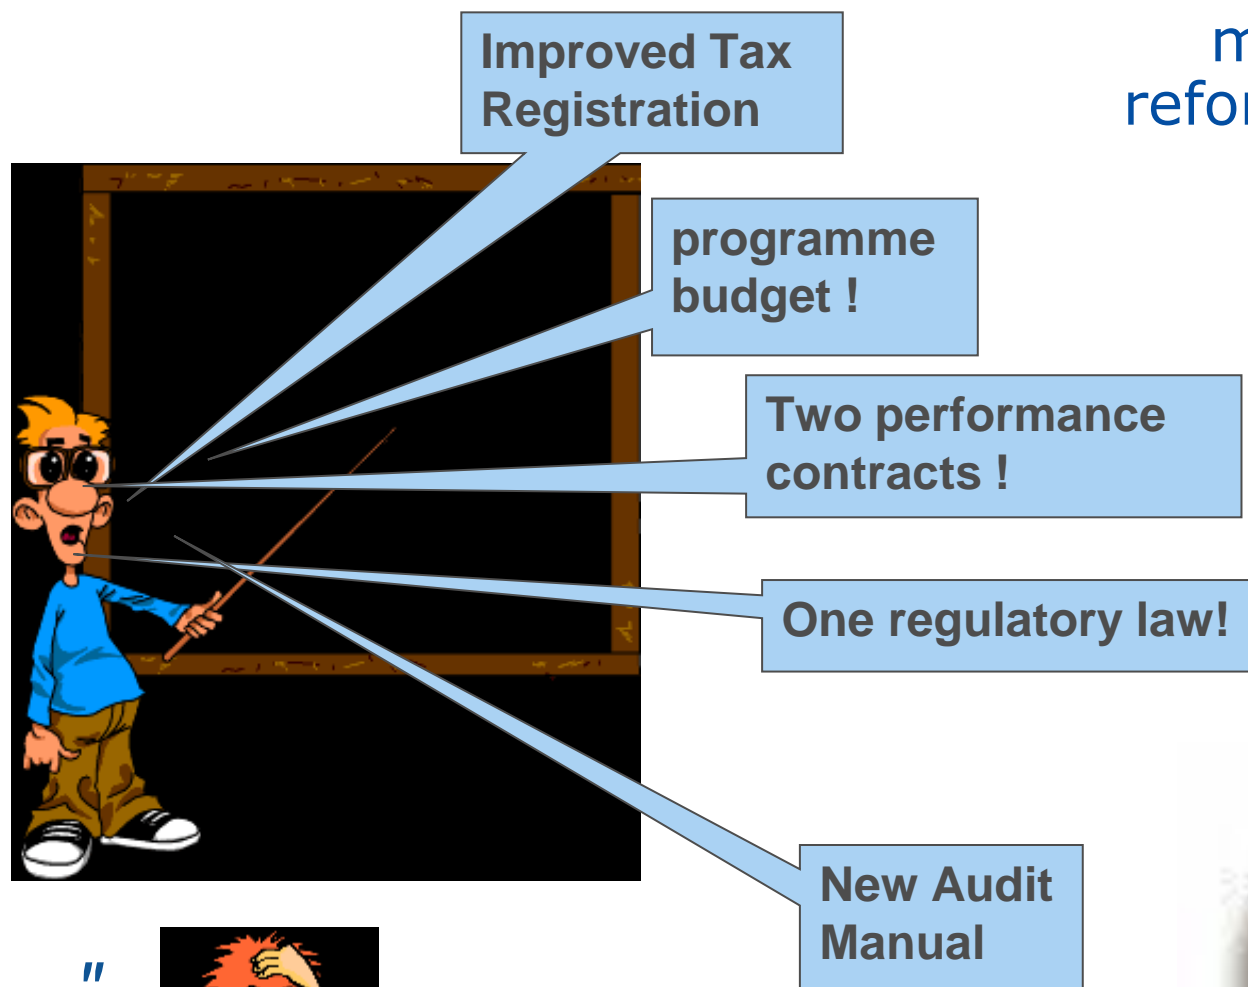 Improved Tax
Registration
programme
budget !
Two performance
contracts !
One regulatory law!
New Audit
Manual
"